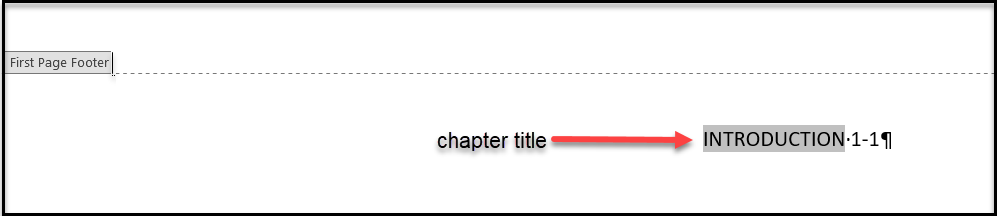 First Page Footer
chapter title INTRODUCTION·1-1¶